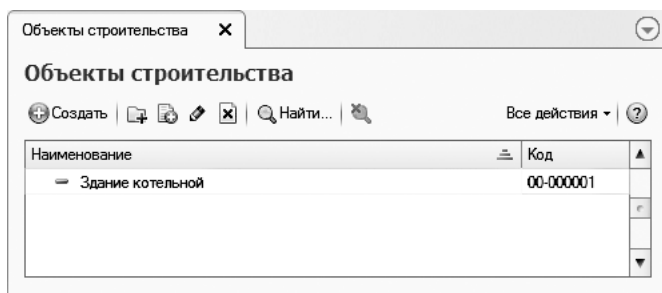 Объекты строительства
Объекты строительства
Создать Найти... Все действия ?
Наименование Код
Здание котельной 00-000001